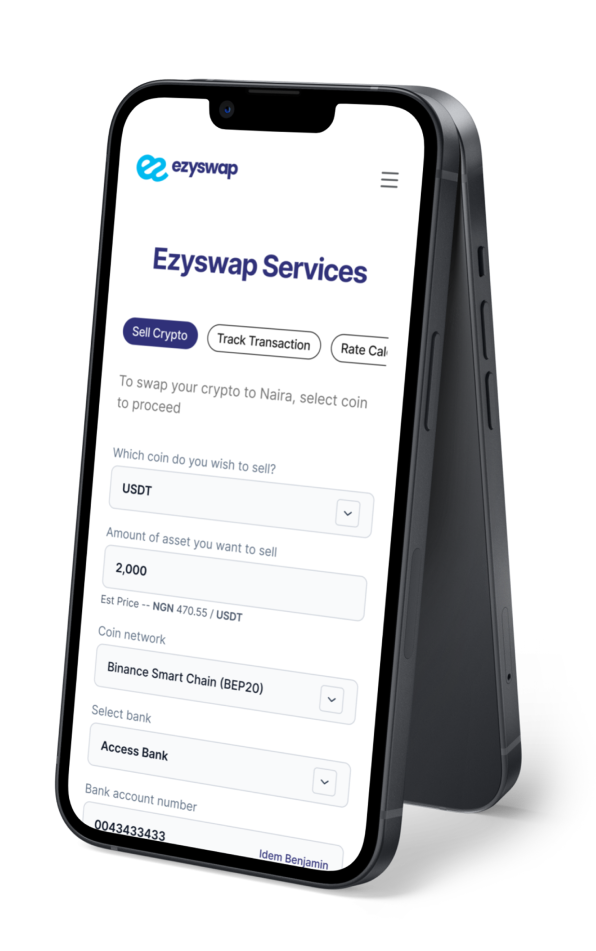 ezyswap
Ezyswap Services
Sell Crypto
Track Transaction
Rate Cal
To swap your crypto to Naira, select coin
to proceed
Which coin do you wish to sell?
USDT
Amount of asset you want to sell
2,000
Est Price -- NGN 470.55 / USDT
Coin network
Binance Smart Chain (BEP20)
Select bank
Access Bank
Bank account number
0043433433
Idem Benjamin